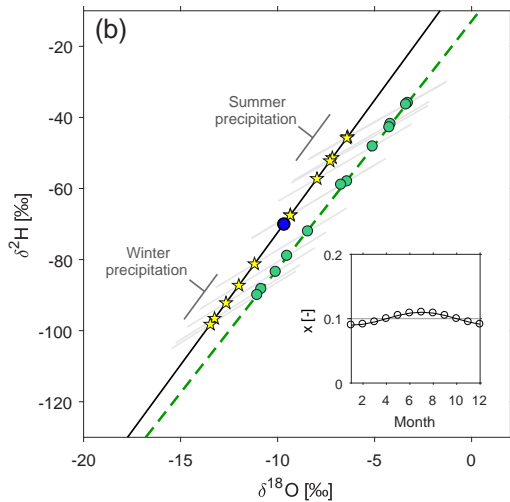 (b)
-20
-40
-60
-80
-100
-120
δ²H [‰]
Summer
precipitation
Winter
precipitation
0.2
0.1
0
x [-]
2 4 6 8 10 12
Month
-20 -15 -10 -5 0
δ¹⁸O [‰]